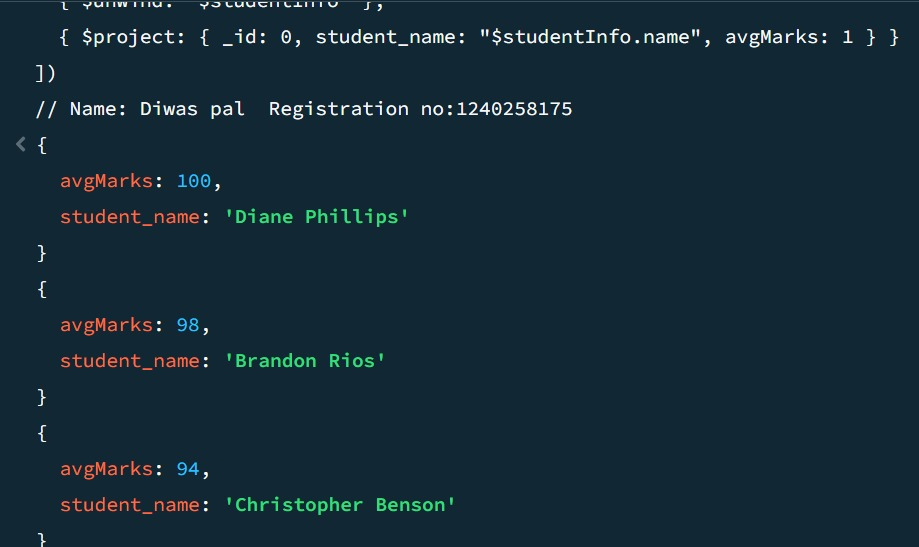 { $unwind: "$studentInfo" },
{ $project: { _id: 0, student_name: "$studentInfo.name", avgMarks: 1 } }
])
// Name: Diwas pal  Registration no:1240258175
< {
avgMarks: 100,
student_name: 'Diane Phillips'
}
{
avgMarks: 98,
student_name: 'Brandon Rios'
}
{
avgMarks: 94,
student_name: 'Christopher Benson'
}